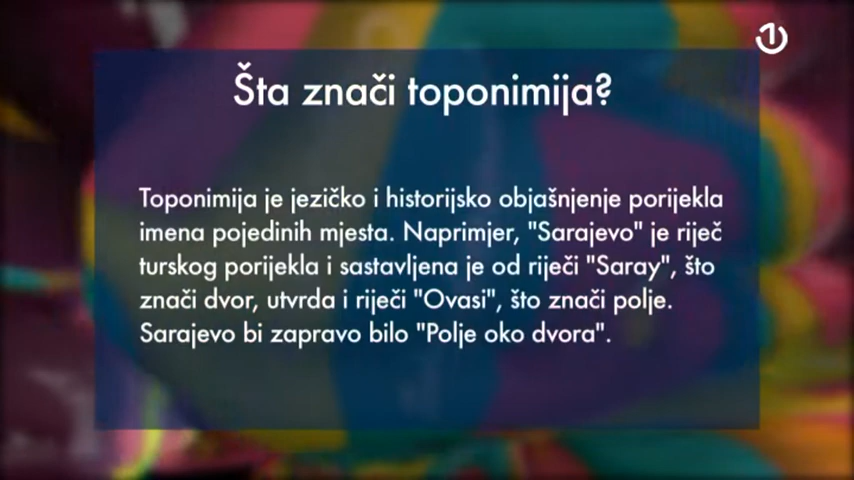 Šta znači toponimija?
Toponimija je jezičko i historijsko objašnjenje porijekla
imena pojedinih mjesta. Naprimjer, "Sarajevo" je riječ
turskog porijekla i sastavljena je od riječi "Saray", što
znači dvor, utvrda i riječi "Ovasi", što znači polje.
Sarajevo bi zapravo bilo "Polje oko dvora".